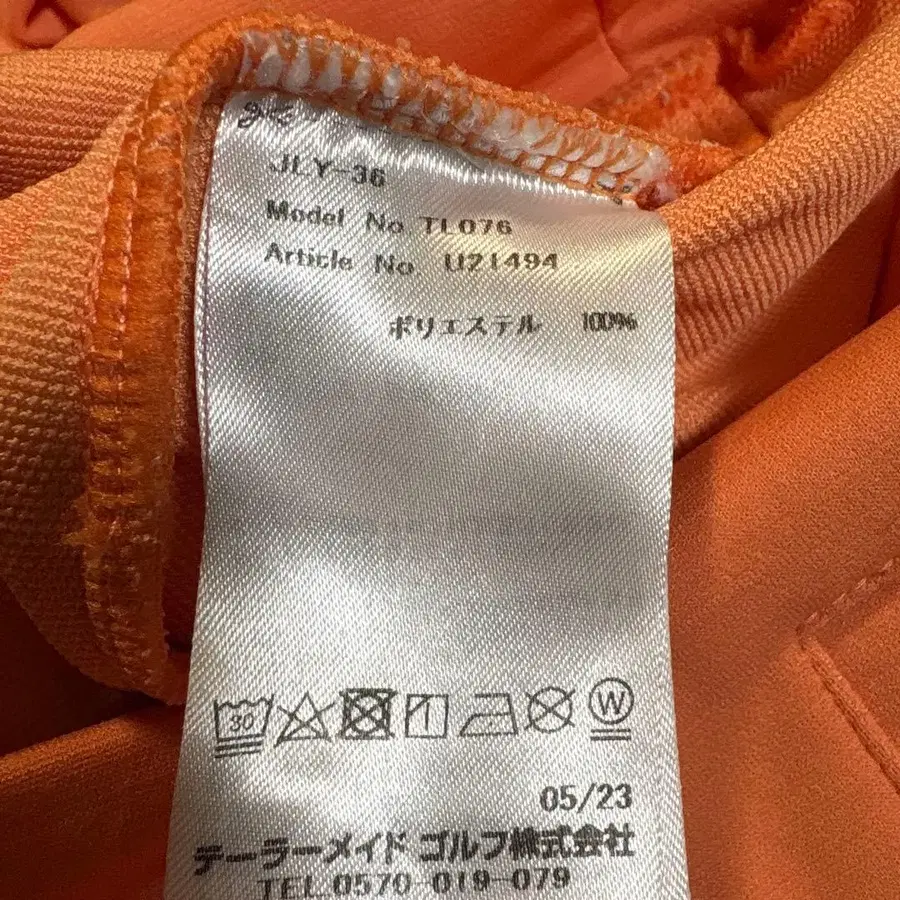 JLY-36
Model No TL076
Article No. U21494
ポリエステル 100%
30 W
05/23
テーラーメイド ゴルフ株式会社
TEL.0570-019-079